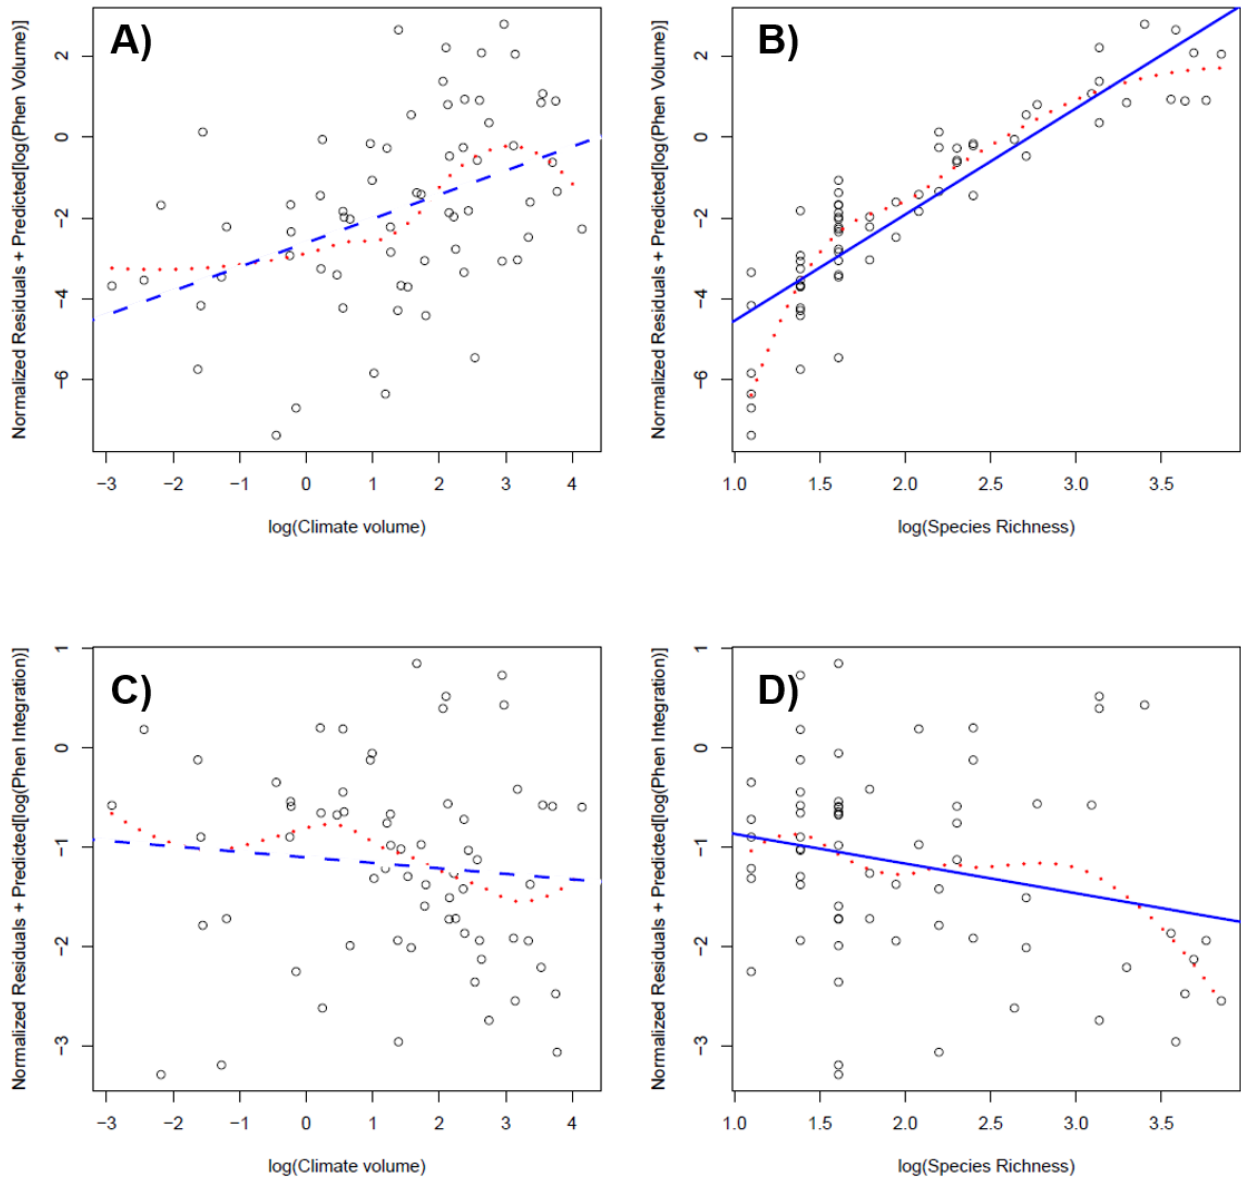 A)
Normalized Residuals + Predicted[log(Phen Volume)]
2
0
−2
−4
−6
−3 −2 −1 0 1 2 3 4
log(Climate volume)
B)
Normalized Residuals + Predicted[log(Phen Volume)]
2
0
−2
−4
−6
1.0 1.5 2.0 2.5 3.0 3.5
log(Species Richness)
C)
Normalized Residuals + Predicted[log(Phen Integration)]
1
0
−1
−2
−3
−3 −2 −1 0 1 2 3 4
log(Climate volume)
D)
Normalized Residuals + Predicted[log(Phen Integration)]
1
0
−1
−2
−3
1.0 1.5 2.0 2.5 3.0 3.5
log(Species Richness)